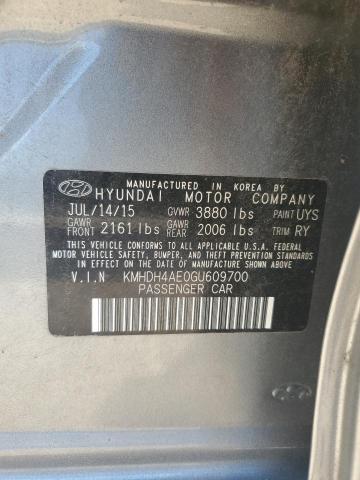 MANUFACTURED IN KOREA BY
HYUNDAI MOTOR COMPANY
JUL/14/15 GVWR 3880 lbs PAINT UYS
GAWR FRONT 2161 lbs GAWR REAR 2006 lbs TRIM RY
THIS VEHICLE CONFORMS TO ALL APPLICABLE U.S.A. FEDERAL
MOTOR VEHICLE SAFETY, BUMPER, AND THEFT PREVENTION STANDARDS
IN EFFECT ON THE DATE OF MANUFACTURE SHOWN ABOVE.
V.I.N KMHDH4AE0GU609700
PASSENGER CAR